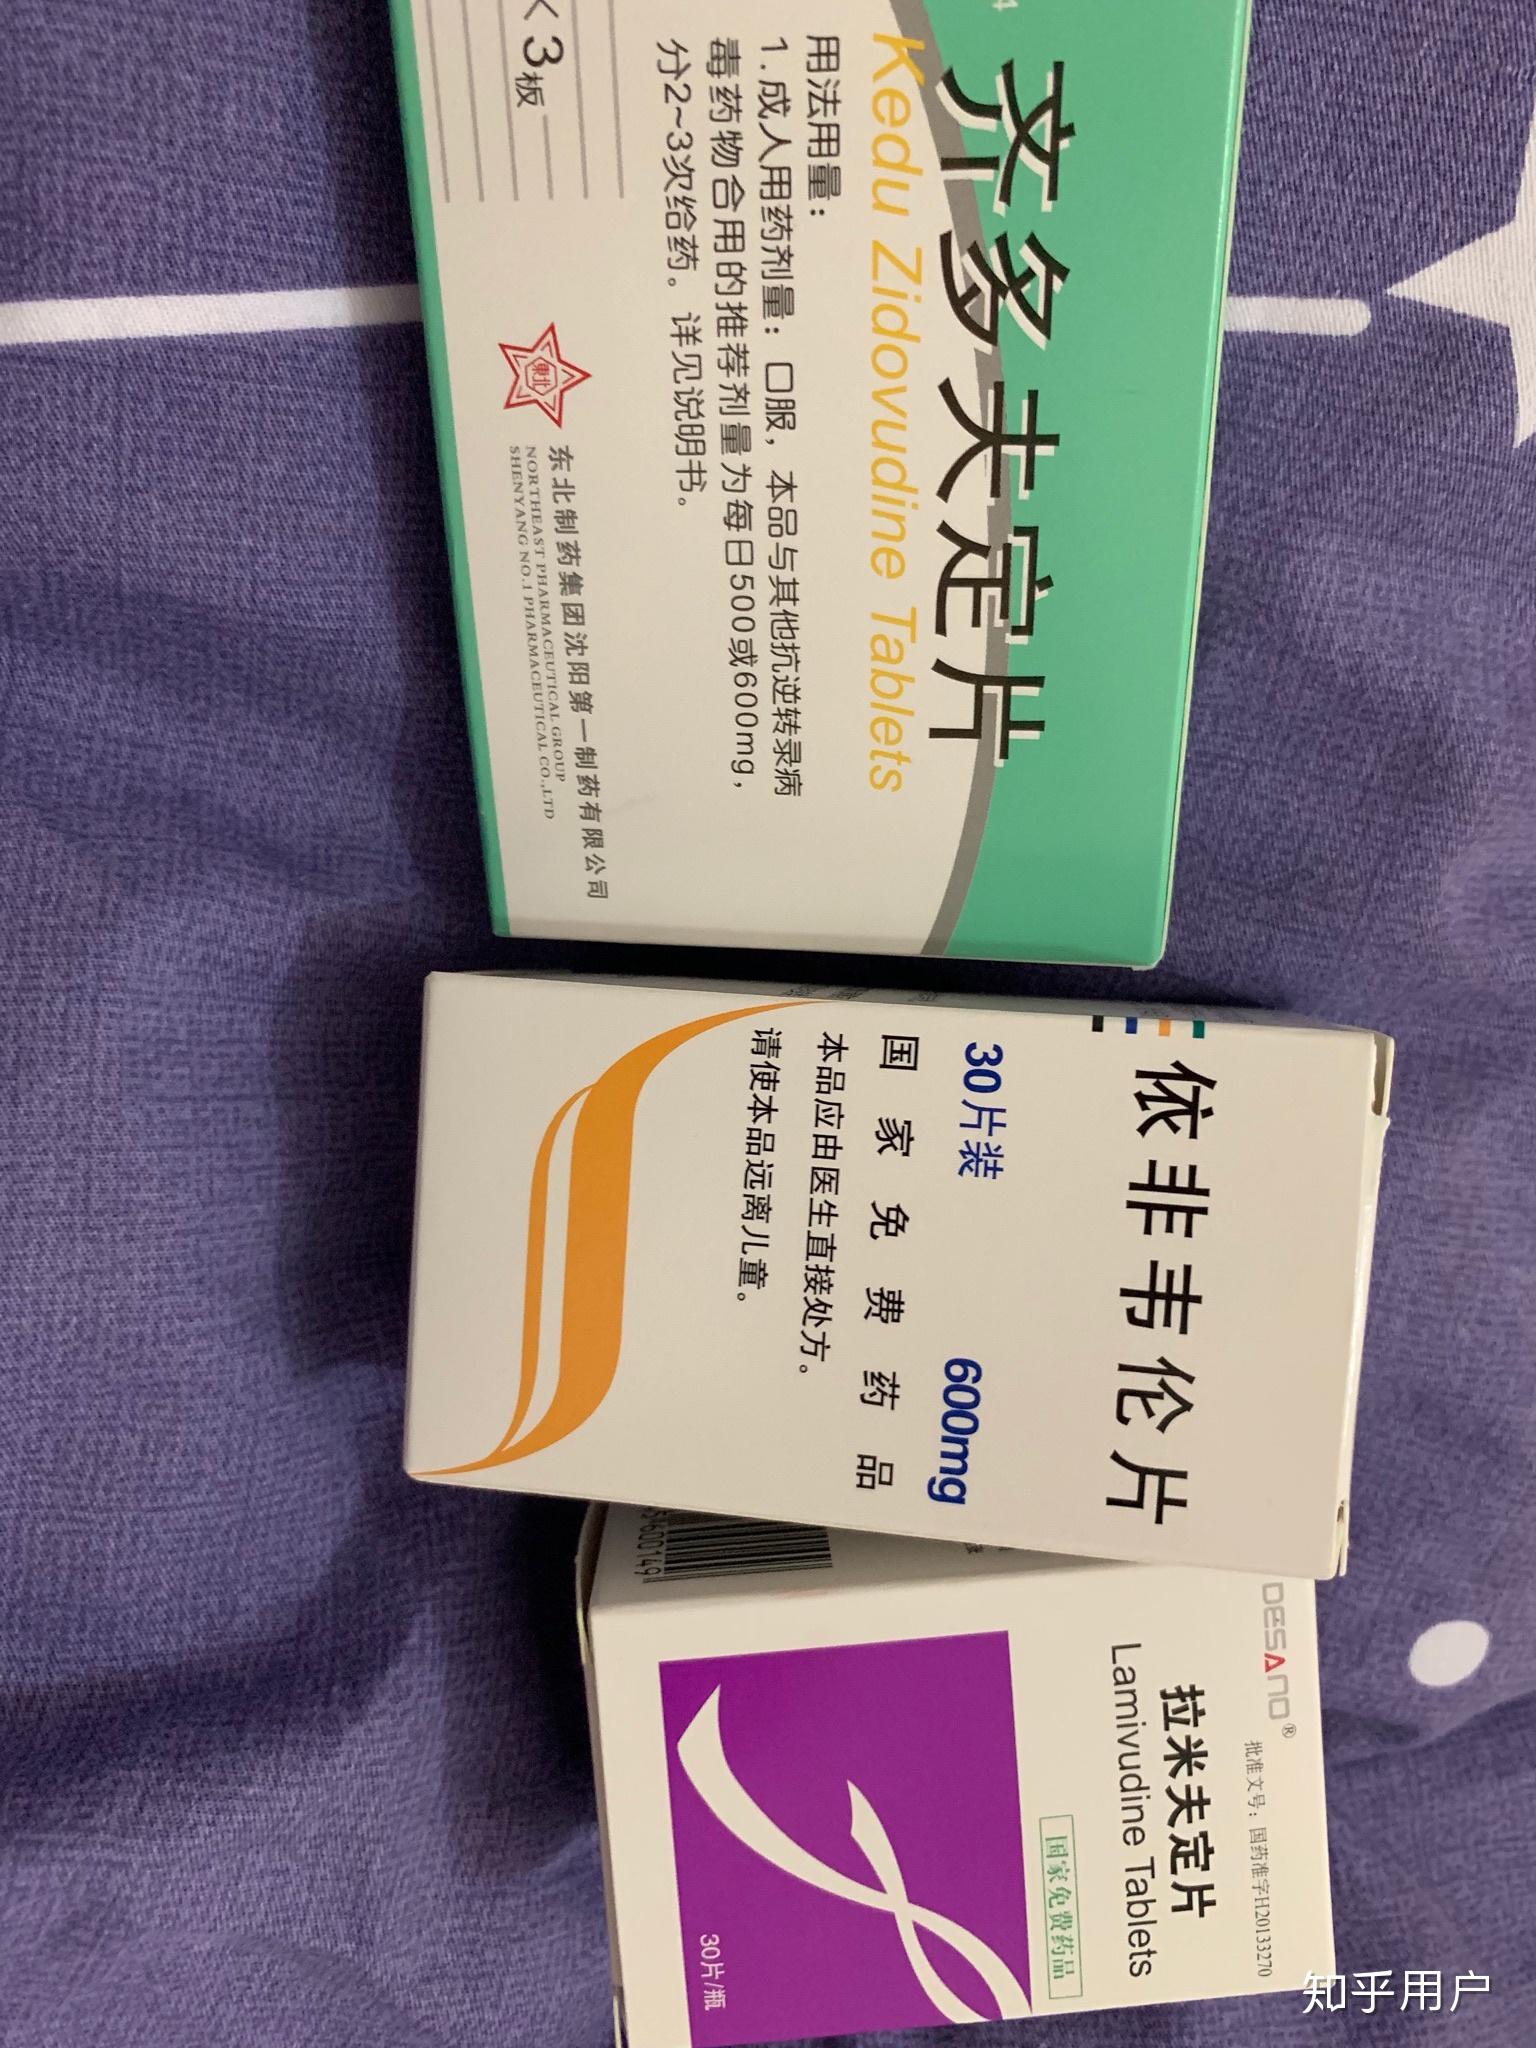 齐多夫定片
Kedu Zidovudine Tablets
用法用量：
1.成人用药剂量：口服，本品与其他抗逆转录病
毒药物合用的推荐剂量为每日500或600mg，
分2~3次给药。详见说明书。
×3板
東北
东北制药集团沈阳第一制药有限公司
NORTHEAST PHARMACEUTICAL GROUP
SHENYANG NO.1 PHARMACEUTICAL CO.,LTD
依非韦伦片
30片装 600mg
国家免费药品
本品应由医生直接处方。
请使本品远离儿童。
DESANO®
批准文号：国药准字H20133270
拉米夫定片
Lamivudine Tablets
国家免费药品
30片/瓶
5600149
知乎用户